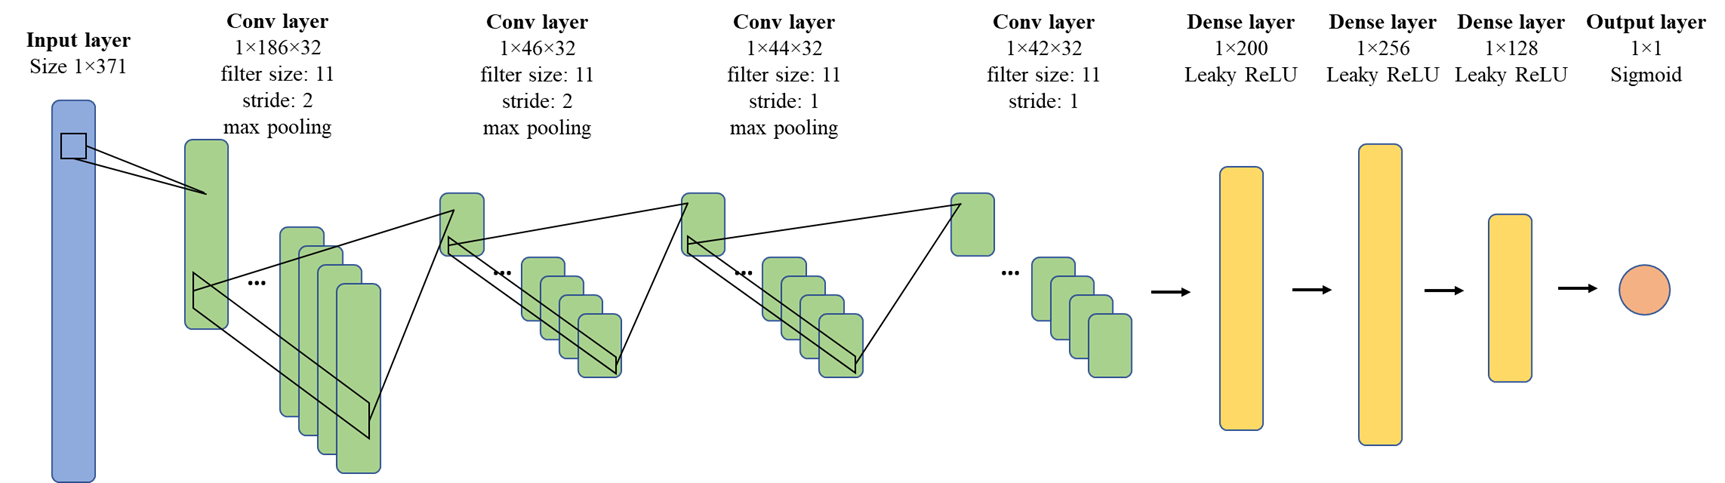 Input layer
Size 1×371
Conv layer
1×186×32
filter size: 11
stride: 2
max pooling
...
Conv layer
1×46×32
filter size: 11
stride: 2
max pooling
...
Conv layer
1×44×32
filter size: 11
stride: 1
max pooling
...
Conv layer
1×42×32
filter size: 11
stride: 1
...
Dense layer
1×200
Leaky ReLU
Dense layer
1×256
Leaky ReLU
Dense layer
1×128
Leaky ReLU
Output layer
1×1
Sigmoid